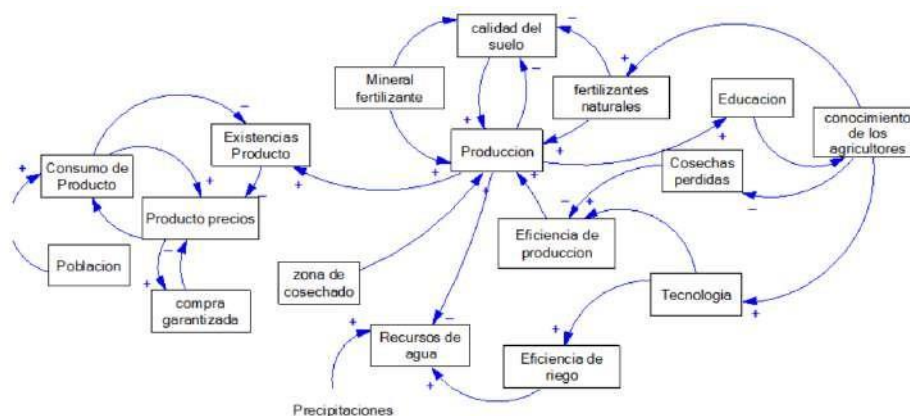 calidad del
suelo
Mineral
fertilizante
fertilizantes
naturales
Educacion
conocimiento
de los
agricultores
Existencias
Producto
Produccion
Consumo de
Producto
Cosechas
perdidas
Producto precios
Eficiencia de
produccion
Poblacion
zona de
cosechado
Tecnologia
compra
garantizada
Recursos de
agua
Eficiencia de
riego
Precipitaciones